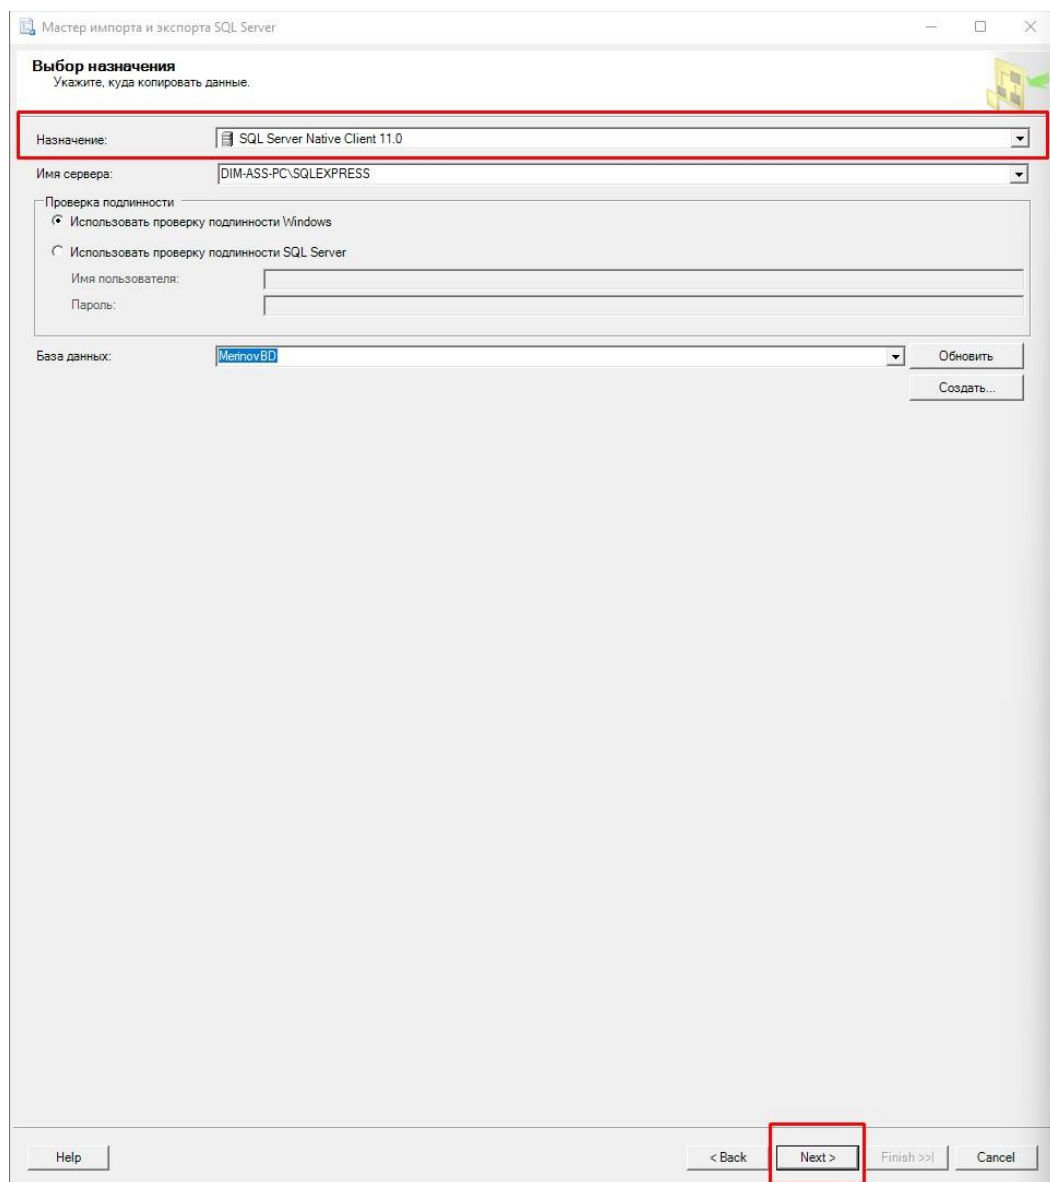 Мастер импорта и экспорта SQL Server
Выбор назначения
Укажите, куда копировать данные.
Назначение: SQL Server Native Client 11.0
Имя сервера: DIM-ASS-PC\SQLEXPRESS
Проверка подлинности
Использовать проверку подлинности Windows
Использовать проверку подлинности SQL Server
Имя пользователя:
Пароль:
База данных: MerinovBD Обновить
Создать...
Help < Back Next > Finish >>| Cancel